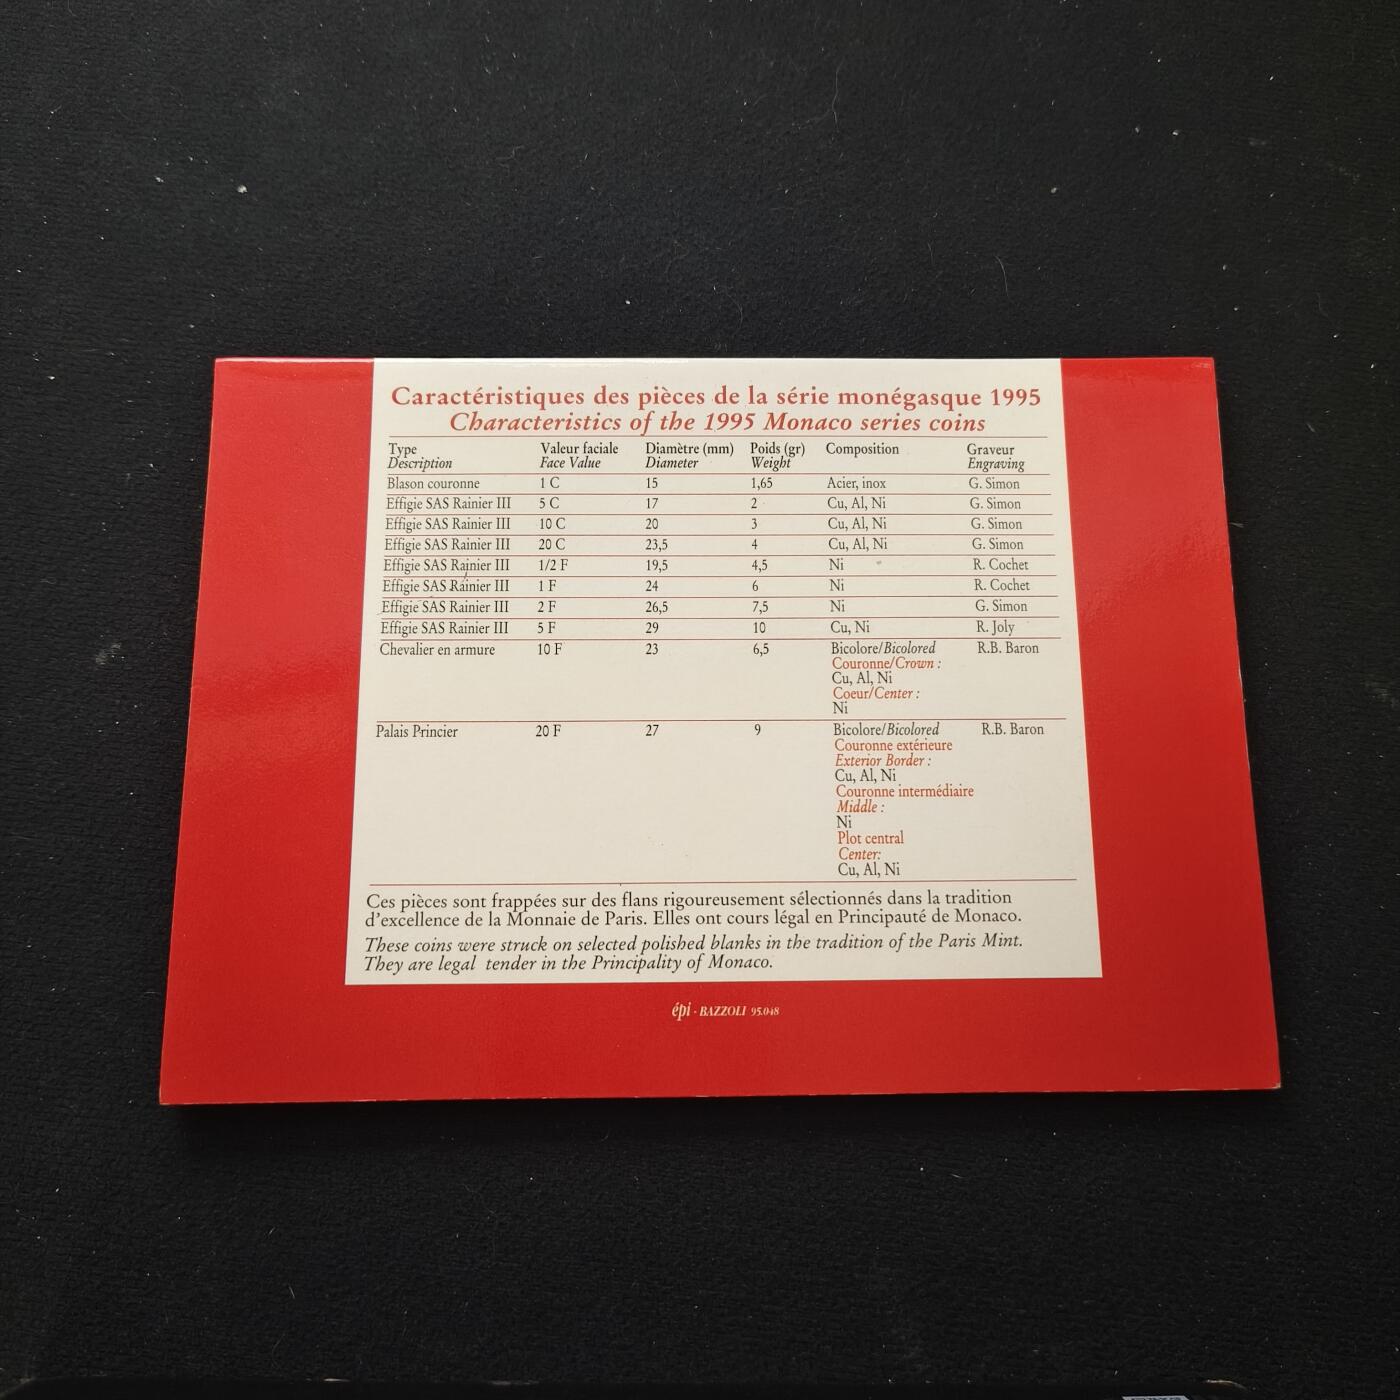 Caractéristiques des pièces de la série monégasque 1995
Characteristics of the 1995 Monaco series coins
Type Valeur faciale Diamètre (mm) Poids (gr) Composition Graveur
Description Face Value Diameter Weight Engraving
Blason couronne 1 C 15 1,65 Acier, inox G. Simon
Effigie SAS Rainier III 5 C 17 2 Cu, Al, Ni G. Simon
Effigie SAS Rainier III 10 C 20 3 Cu, Al, Ni G. Simon
Effigie SAS Rainier III 20 C 23,5 4 Cu, Al, Ni G. Simon
Effigie SAS Rainier III 1/2 F 19,5 4,5 Ni R. Cochet
Effigie SAS Rainier III 1 F 24 6 Ni R. Cochet
Effigie SAS Rainier III 2 F 26,5 7,5 Ni G. Simon
Effigie SAS Rainier III 5 F 29 10 Cu, Ni R. Joly
Chevalier en armure 10 F 23 6,5 Bicolore/Bicolored R.B. Baron
Couronne/Crown :
Cu, Al, Ni
Coeur/Center :
Ni
Palais Princier 20 F 27 9 Bicolore/Bicolored R.B. Baron
Couronne extérieure
Exterior Border :
Cu, Al, Ni
Couronne intermédiaire
Middle :
Ni
Plot central
Center:
Cu, Al, Ni
Ces pièces sont frappées sur des flans rigoureusement sélectionnés dans la tradition
d'excellence de la Monnaie de Paris. Elles ont cours légal en Principauté de Monaco.
These coins were struck on selected polished blanks in the tradition of the Paris Mint.
They are legal tender in the Principality of Monaco.
épi - BAZZOLI 95.048